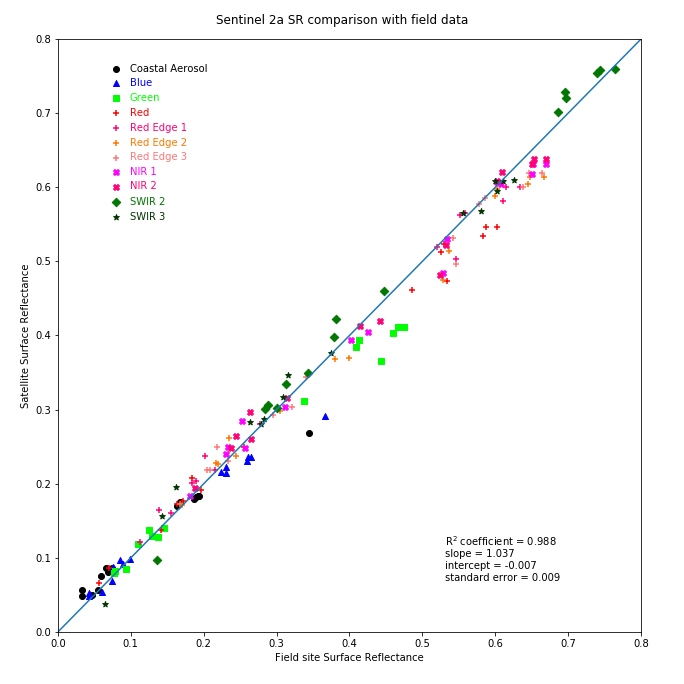 Sentinel 2a SR comparison with field data
0.8
0.7
0.6
0.5
0.4
0.3
0.2
0.1
0.0
Satellite Surface Reflectance
Coastal Aerosol
Blue
Green
Red
Red Edge 1
Red Edge 2
Red Edge 3
NIR 1
NIR 2
SWIR 2
SWIR 3
R² coefficient = 0.988
slope = 1.037
intercept = -0.007
standard error = 0.009
0.0 0.1 0.2 0.3 0.4 0.5 0.6 0.7 0.8
Field site Surface Reflectance